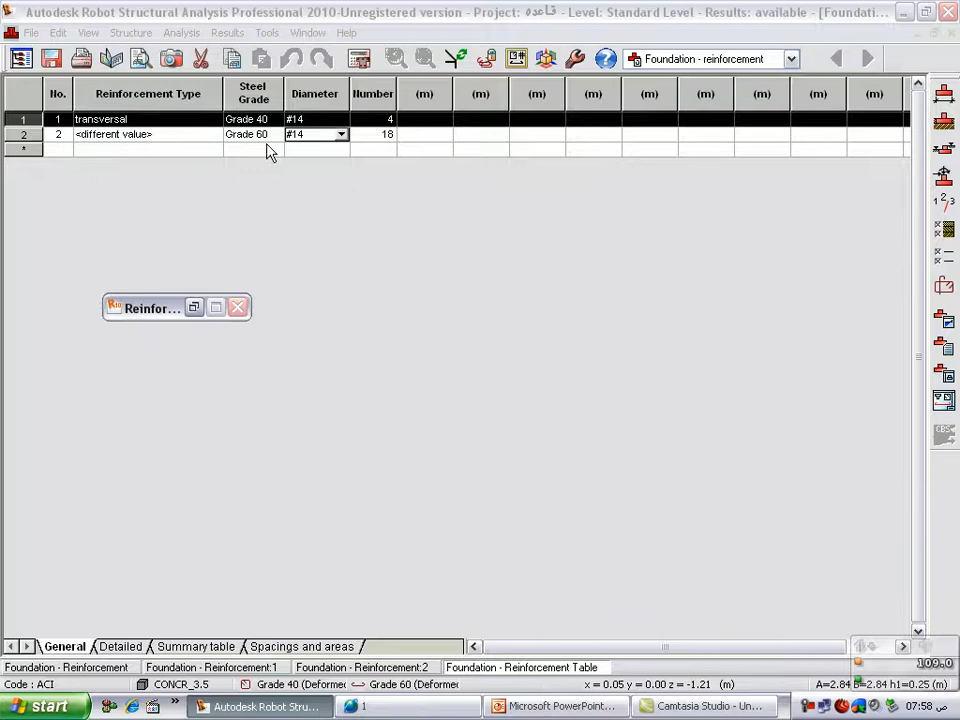 Autodesk Robot Structural Analysis Professional 2010-Unregistered version - Project: قاعده - Level: Standard Level - Results: available - [Foundati...
File Edit View Structure Analysis Results Tools Window Help
Foundation - reinforcement
No. Reinforcement Type Steel Grade Diameter Number (m) (m) (m) (m) (m) (m) (m) (m) (m)
1 1 transversal Grade 40 #14 4
2 2 <different value> Grade 60 #14 18
*
Reinfor...
General Detailed Summary table Spacings and areas
109.0
Foundation - Reinforcement Foundation - Reinforcement:1 Foundation - Reinforcement:2 Foundation - Reinforcement Table
Code : ACI CONCR_3.5 Grade 40 (Deformed Grade 60 (Deformed x = 0.05 y = 0.00 z = -1.21 (m) A=2.84 B=2.84 h1=0.25 (m)
start Autodesk Robot Stru... 1 Microsoft PowerPoint... Camtasia Studio - Un... 07:58 ص